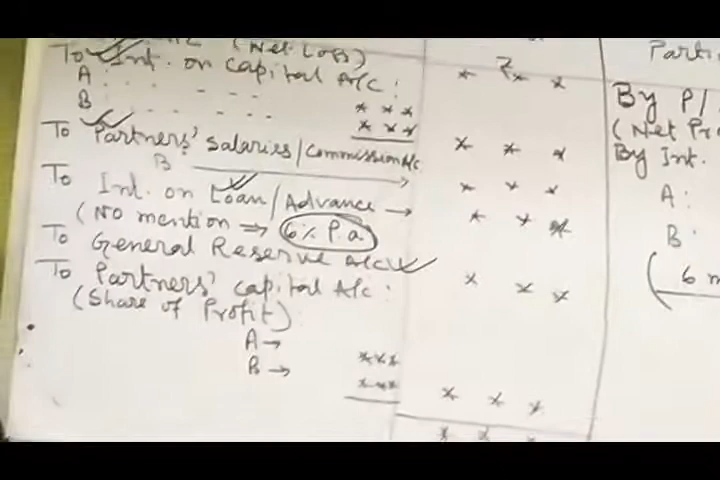 (Net Loss)
₹
Parti
To Int. on capital A/c :
* * *
A : . . - - -
* * *
B . - . . -
* * *
To Partners' Salaries/Commission A/c
* * *
B →
* * *
To Int. on Loan/Advance →
* * *
(No mention ⇒ 6% P.a.)
To General Reserve A/c
To Partners' capital A/c :
* * *
(Share of Profit)
A →
* * *
B →
* * *
* * *
* * *
By P/
(Net Pro
By Int.
A :
B :
(6 m